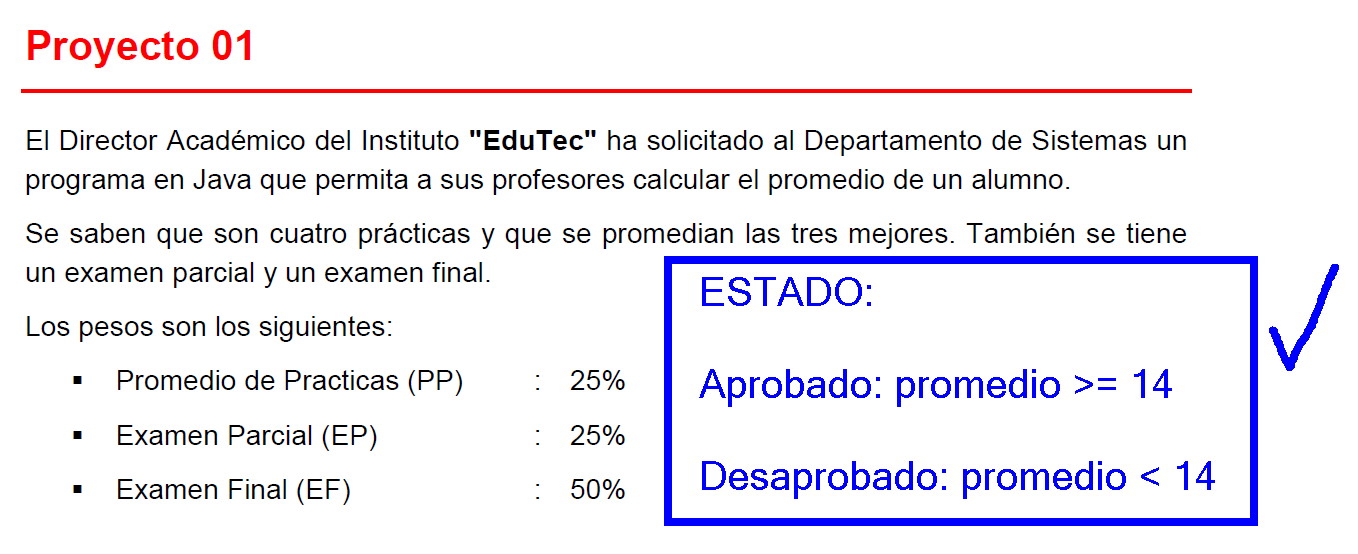 Proyecto 01
El Director Académico del Instituto "EduTec" ha solicitado al Departamento de Sistemas un
programa en Java que permita a sus profesores calcular el promedio de un alumno.
Se saben que son cuatro prácticas y que se promedian las tres mejores. También se tiene
un examen parcial y un examen final.
Los pesos son los siguientes:
▪ Promedio de Practicas (PP) : 25%
▪ Examen Parcial (EP) : 25%
▪ Examen Final (EF) : 50%
ESTADO:
Aprobado: promedio >= 14
Desaprobado: promedio < 14